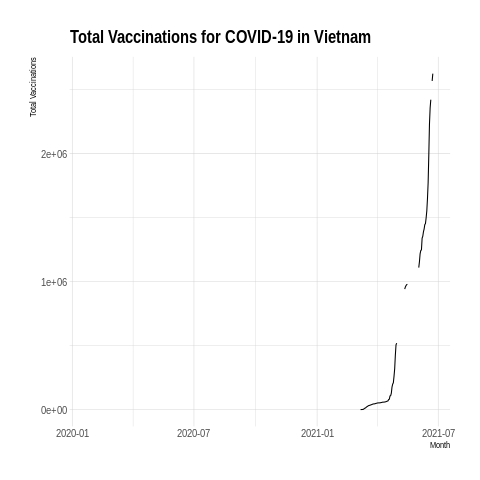 Total Vaccinations for COVID-19 in Vietnam
Total Vaccinations
2e+06
1e+06
0e+00
2020-01 2020-07 2021-01 2021-07
Month